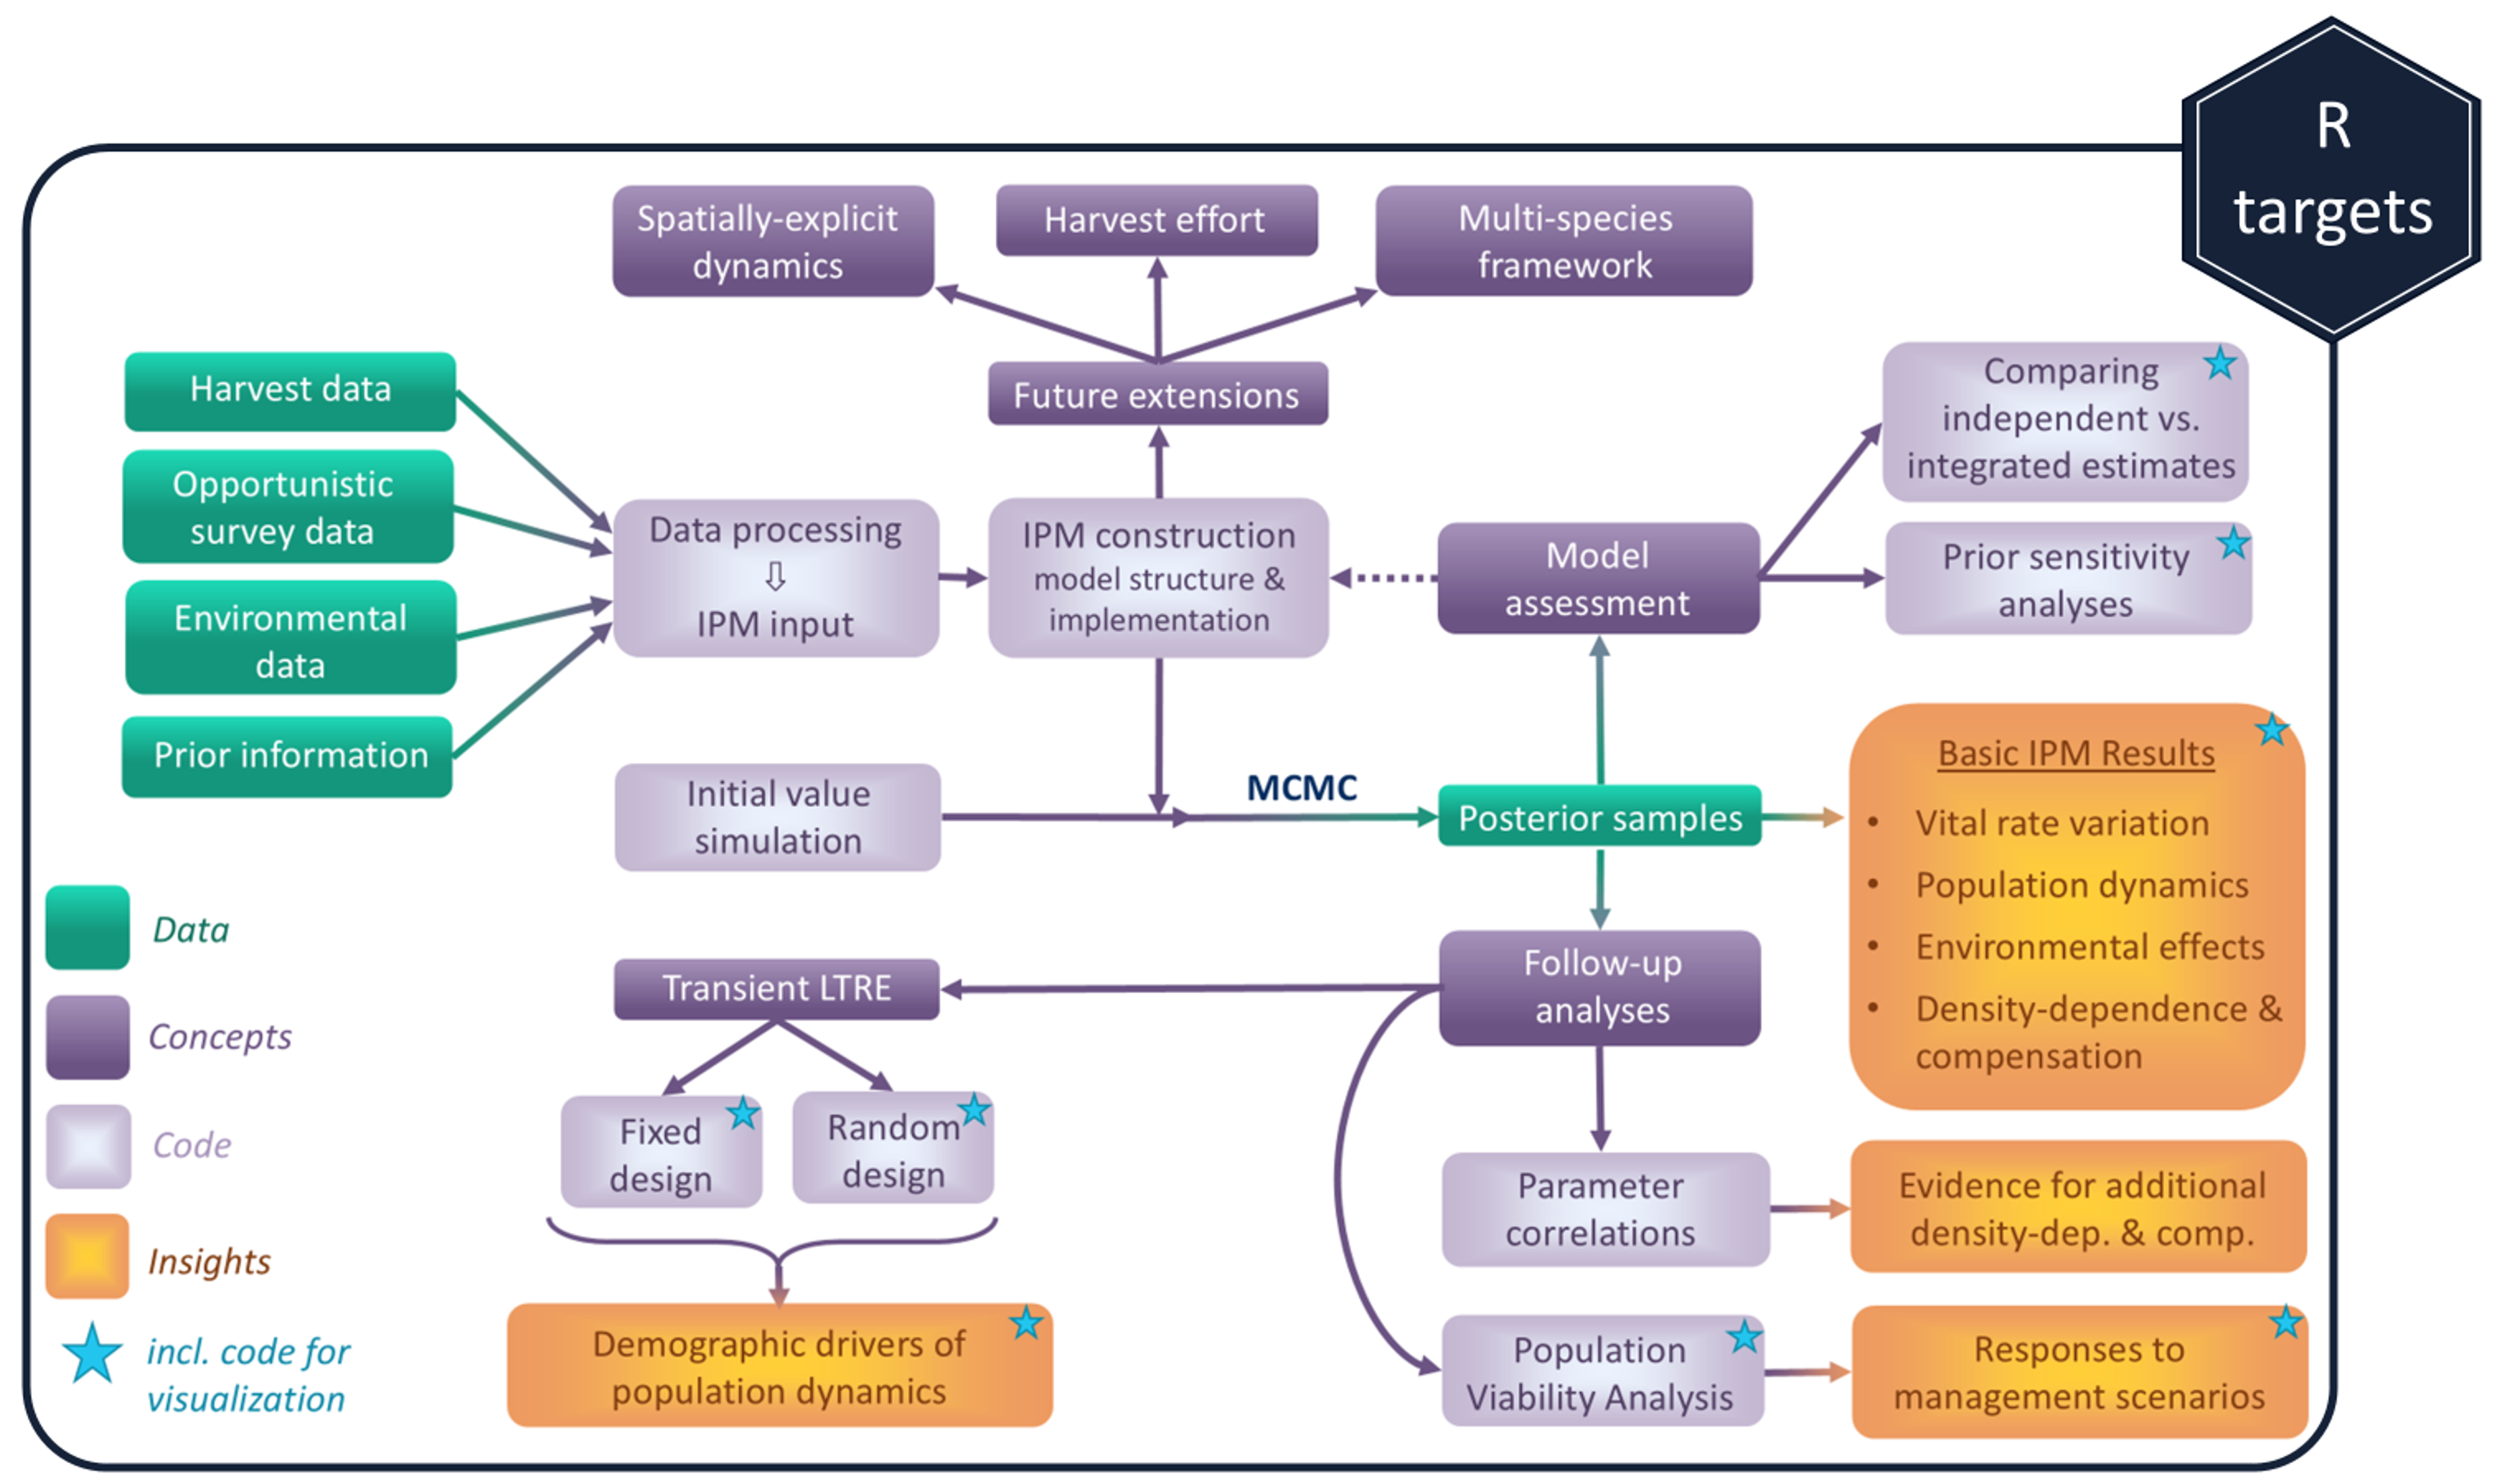 R
targets
Spatially-explicit
dynamics
Harvest effort
Multi-species
framework
Future extensions
Harvest data
Opportunistic
survey data
Environmental
data
Prior information
Data processing
⇩
IPM input
IPM construction
model structure &
implementation
Model
assessment
Comparing
independent vs.
integrated estimates
Prior sensitivity
analyses
Initial value
simulation
MCMC
Posterior samples
Basic IPM Results
• Vital rate variation
• Population dynamics
• Environmental effects
• Density-dependence &
compensation
Follow-up
analyses
Transient LTRE
Fixed
design
Random
design
Demographic drivers of
population dynamics
Parameter
correlations
Evidence for additional
density-dep. & comp.
Population
Viability Analysis
Responses to
management scenarios
Data
Concepts
Code
Insights
incl. code for
visualization